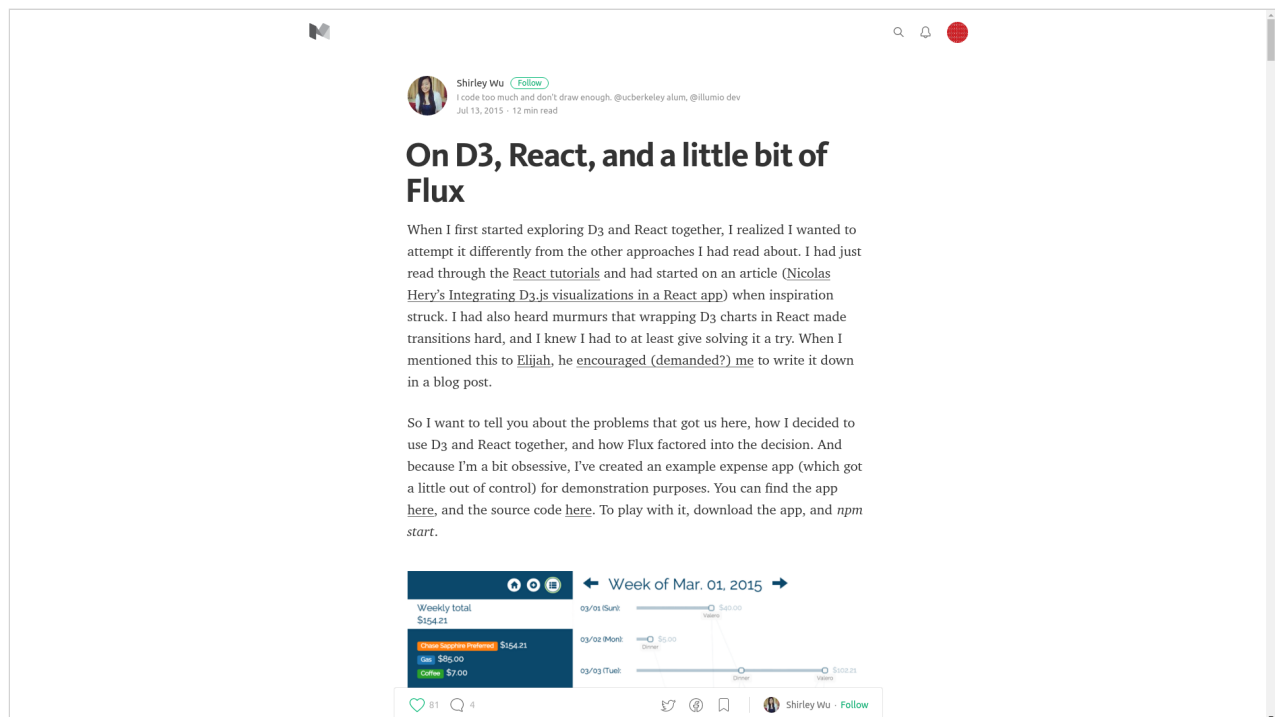 Shirley Wu Follow
I code too much and don't draw enough. @ucberkeley alum, @illumio dev
Jul 13, 2015 · 12 min read
On D3, React, and a little bit of
Flux
When I first started exploring D3 and React together, I realized I wanted to
attempt it differently from the other approaches I had read about. I had just
read through the React tutorials and had started on an article (Nicolas
Hery's Integrating D3.js visualizations in a React app) when inspiration
struck. I had also heard murmurs that wrapping D3 charts in React made
transitions hard, and I knew I had to at least give solving it a try. When I
mentioned this to Elijah, he encouraged (demanded?) me to write it down
in a blog post.
So I want to tell you about the problems that got us here, how I decided to
use D3 and React together, and how Flux factored into the decision. And
because I'm a bit obsessive, I've created an example expense app (which got
a little out of control) for demonstration purposes. You can find the app
here, and the source code here. To play with it, download the app, and npm
start.
Week of Mar. 01, 2015
Weekly total
$154.21
Chase Sapphire Preferred $154.21
Gas $85.00
Coffee $7.00
03/01 (Sun): $40.00
Valero
03/02 (Mon): $5.00
Dinner
03/03 (Tue): $102.21
Dinner Valero
81 4 Shirley Wu · Follow